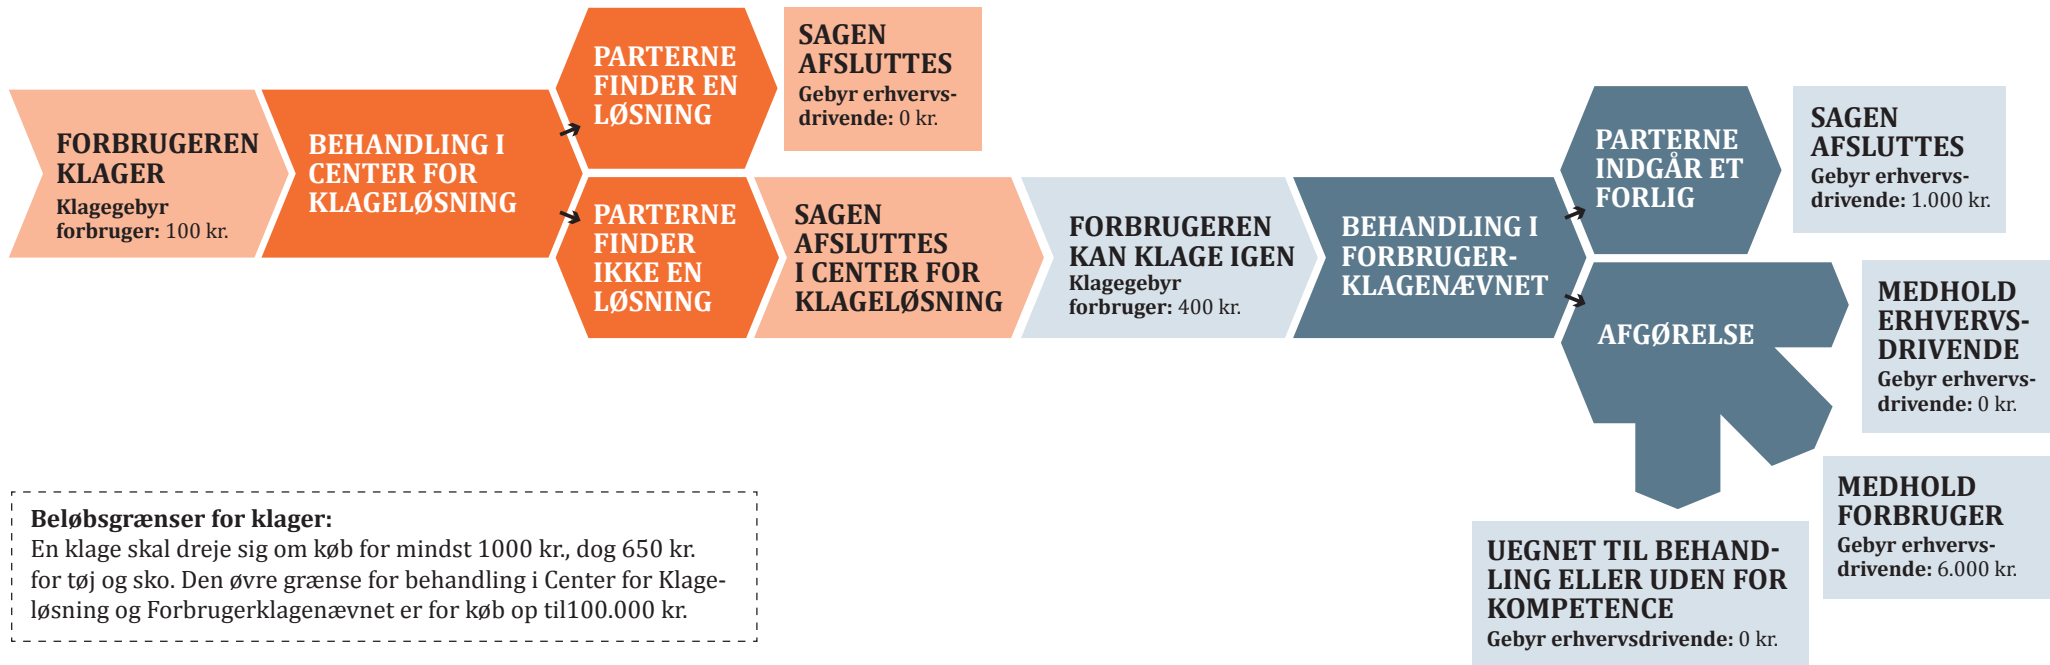 FORBRUGEREN
KLAGER
Klagegebyr
forbruger: 100 kr.
BEHANDLING I
CENTER FOR
KLAGELØSNING
PARTERNE
FINDER EN
LØSNING
SAGEN
AFSLUTTES
Gebyr erhvervs-
drivende: 0 kr.
PARTERNE
FINDER
IKKE EN
LØSNING
SAGEN
AFSLUTTES
I CENTER FOR
KLAGELØSNING
FORBRUGEREN
KAN KLAGE IGEN
Klagegebyr
forbruger: 400 kr.
BEHANDLING I
FORBRUGER-
KLAGENÆVNET
PARTERNE
INDGÅR ET
FORLIG
SAGEN
AFSLUTTES
Gebyr erhvervs-
drivende: 1.000 kr.
AFGØRELSE
MEDHOLD
ERHVERVS-
DRIVENDE
Gebyr erhvervs-
drivende: 0 kr.
MEDHOLD
FORBRUGER
Gebyr erhvervs-
drivende: 6.000 kr.
UEGNET TIL BEHAND-
LING ELLER UDEN FOR
KOMPETENCE
Gebyr erhvervsdrivende: 0 kr.
Beløbsgrænser for klager:
En klage skal dreje sig om køb for mindst 1000 kr., dog 650 kr.
for tøj og sko. Den øvre grænse for behandling i Center for Klage-
løsning og Forbrugerklagenævnet er for køb op til100.000 kr.